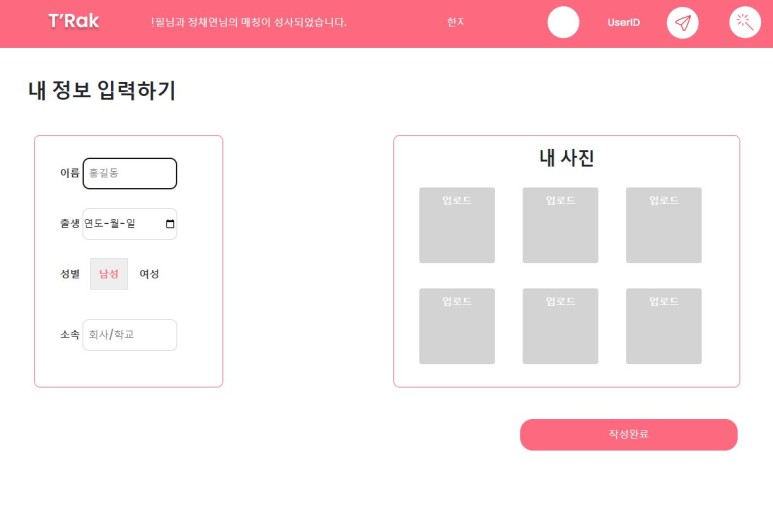 T’Rak
필님과 정채연님의 매칭이 성사되었습니다.
UserID
내 정보 입력하기
이름 홍길동
출생 연도-월-일
성별 남성 여성
소속 회사/학교
내 사진
업로드 업로드 업로드
업로드 업로드 업로드
작성완료